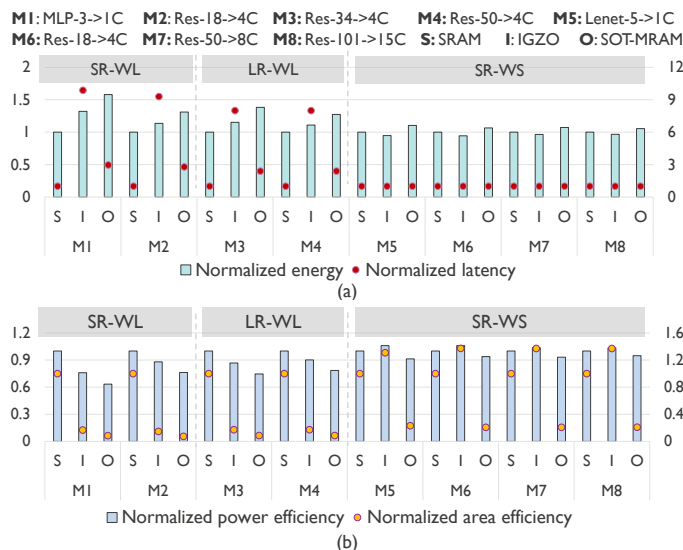 M1: MLP-3->1C M2: Res-18->4C M3: Res-34->4C M4: Res-50->4C M5: Lenet-5->1C
M6: Res-18->4C M7: Res-50->8C M8: Res-101->15C S: SRAM I: IGZO O: SOT-MRAM
2 SR-WL LR-WL SR-WS 12
1.5 9
1 6
0.5 3
0 0
S I O S I O S I O S I O S I O S I O S I O S I O
M1 M2 M3 M4 M5 M6 M7 M8
Normalized energy Normalized latency
(a)
1.2 SR-WL LR-WL SR-WS 1.6
0.9 1.2
0.6 0.8
0.3 0.4
0 0
S I O S I O S I O S I O S I O S I O S I O S I O
M1 M2 M3 M4 M5 M6 M7 M8
Normalized power efficiency Normalized area efficiency
(b)